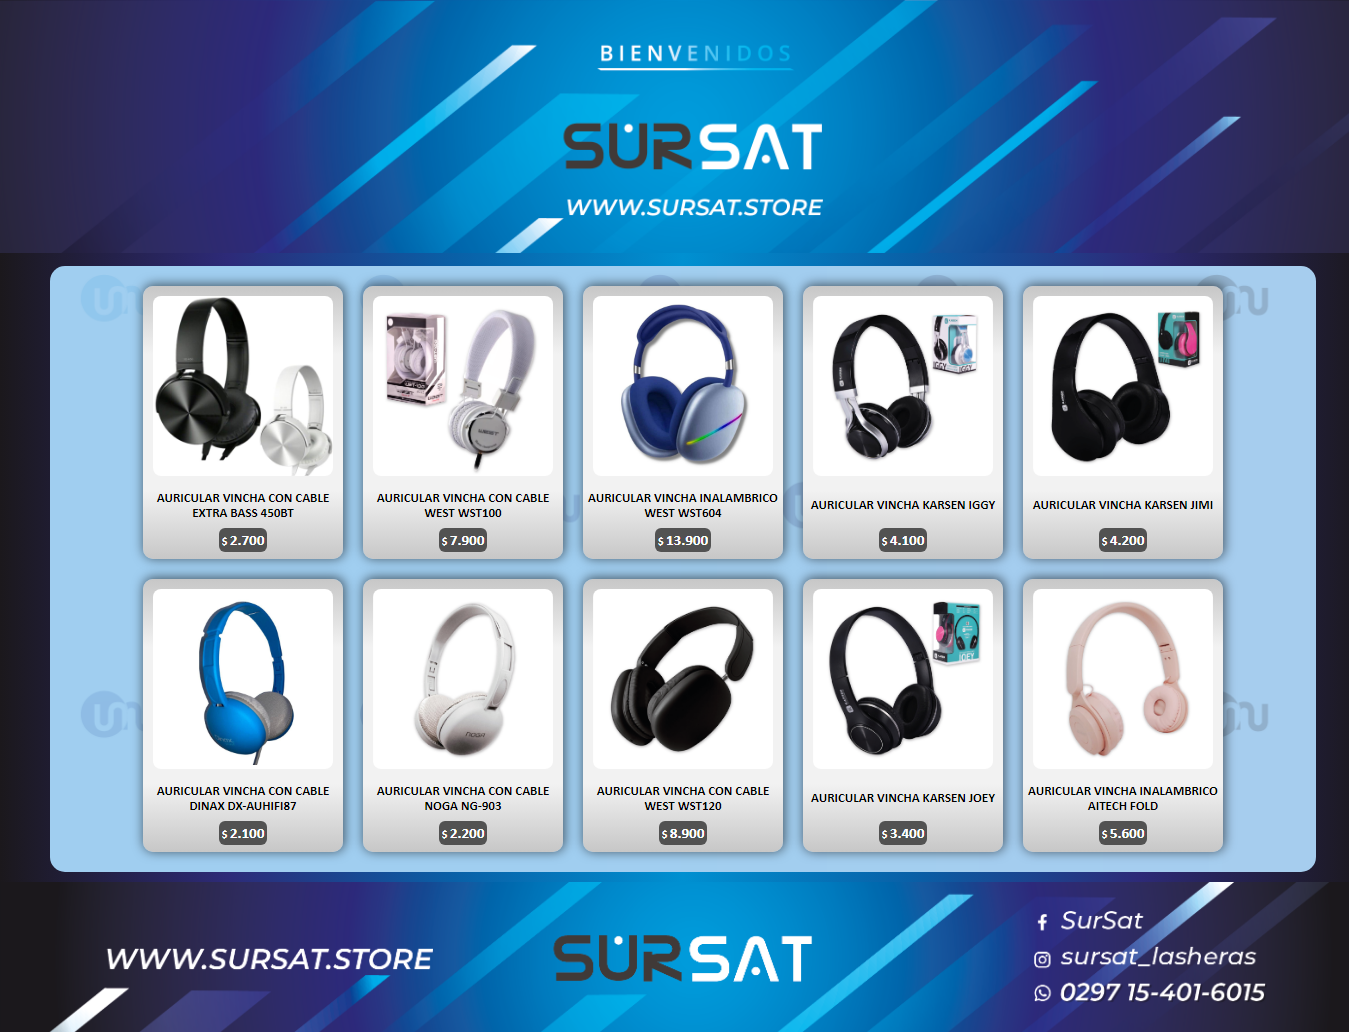 BIENVENIDOS
SURSAT
WWW.SURSAT.STORE
AURICULAR VINCHA CON CABLE
EXTRA BASS 450BT
$ 2.700
AURICULAR VINCHA CON CABLE
WEST WST100
$ 7.900
AURICULAR VINCHA INALAMBRICO
WEST WST604
$ 13.900
AURICULAR VINCHA KARSEN IGGY
$ 4.100
AURICULAR VINCHA KARSEN JIMI
$ 4.200
AURICULAR VINCHA CON CABLE
DINAX DX-AUHIFI87
$ 2.100
AURICULAR VINCHA CON CABLE
NOGA NG-903
$ 2.200
AURICULAR VINCHA CON CABLE
WEST WST120
$ 8.900
AURICULAR VINCHA KARSEN JOEY
$ 3.400
AURICULAR VINCHA INALAMBRICO
AITECH FOLD
$ 5.600
WWW.SURSAT.STORE
SURSAT
SurSat
sursat_lasheras
0297 15-401-6015